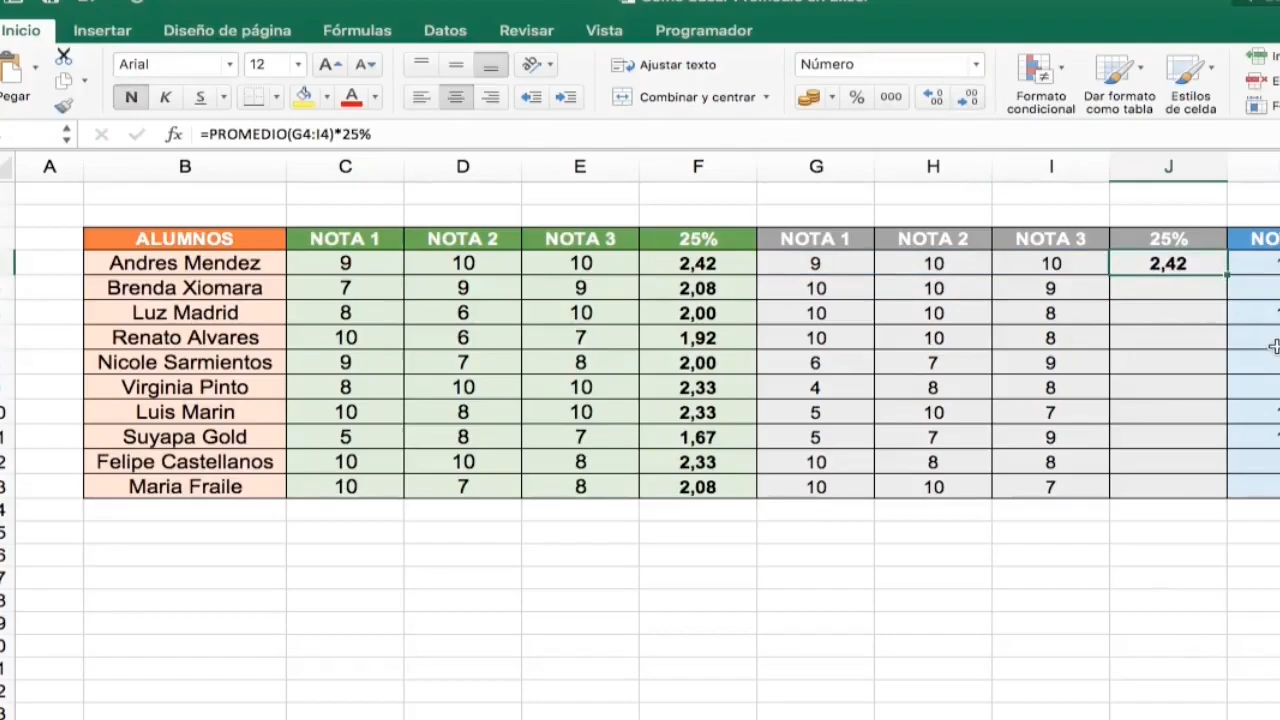 Inicio Insertar Diseño de página Fórmulas Datos Revisar Vista Programador
Pegar
Arial 12 A A
Ajustar texto
Número
N K S A
Combinar y centrar
% 000
Formato condicional
Dar formato como tabla
Estilos de celda
fx =PROMEDIO(G4:I4)*25%
A B C D E F G H I J
ALUMNOS NOTA 1 NOTA 2 NOTA 3 25% NOTA 1 NOTA 2 NOTA 3 25%
Andres Mendez 9 10 10 2,42 9 10 10 2,42
Brenda Xiomara 7 9 9 2,08 10 10 9
Luz Madrid 8 6 10 2,00 10 10 8
Renato Alvares 10 6 7 1,92 10 10 8
Nicole Sarmientos 9 7 8 2,00 6 7 9
Virginia Pinto 8 10 10 2,33 4 8 8
Luis Marin 10 8 10 2,33 5 10 7
Suyapa Gold 5 8 7 1,67 5 7 9
Felipe Castellanos 10 10 8 2,33 10 8 8
Maria Fraile 10 7 8 2,08 10 10 7